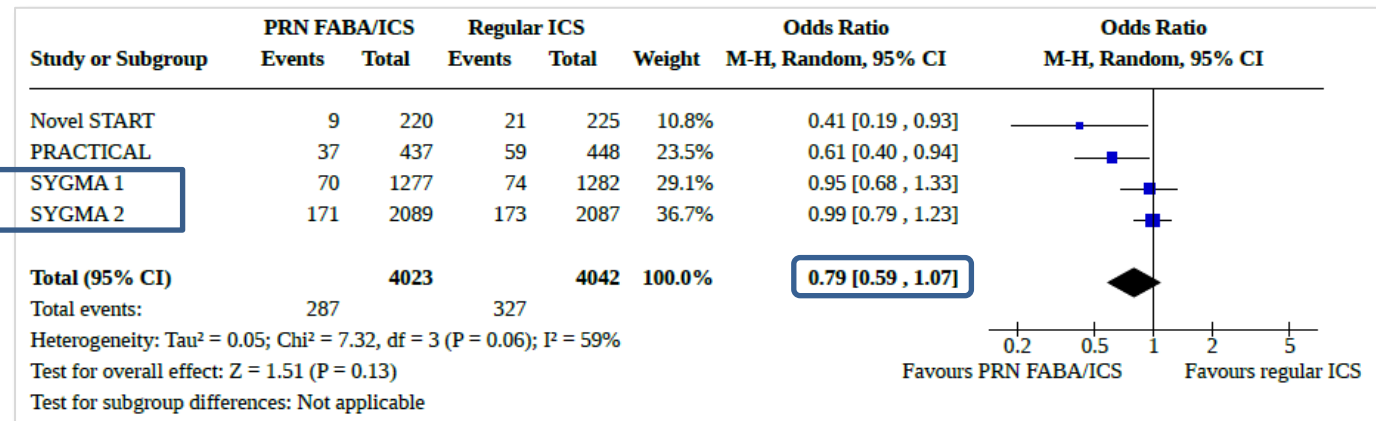 PRN FABA/ICS Regular ICS Odds Ratio Odds Ratio
Study or Subgroup Events Total Events Total Weight M-H, Random, 95% CI M-H, Random, 95% CI
Novel START 9 220 21 225 10.8% 0.41 [0.19 , 0.93]
PRACTICAL 37 437 59 448 23.5% 0.61 [0.40 , 0.94]
SYGMA 1 70 1277 74 1282 29.1% 0.95 [0.68 , 1.33]
SYGMA 2 171 2089 173 2087 36.7% 0.99 [0.79 , 1.23]
Total (95% CI) 4023 4042 100.0% 0.79 [0.59 , 1.07]
Total events: 287 327
Heterogeneity: Tau² = 0.05; Chi² = 7.32, df = 3 (P = 0.06); I² = 59%
0.2 0.5 1 2 5
Test for overall effect: Z = 1.51 (P = 0.13)
Favours PRN FABA/ICS Favours regular ICS
Test for subgroup differences: Not applicable